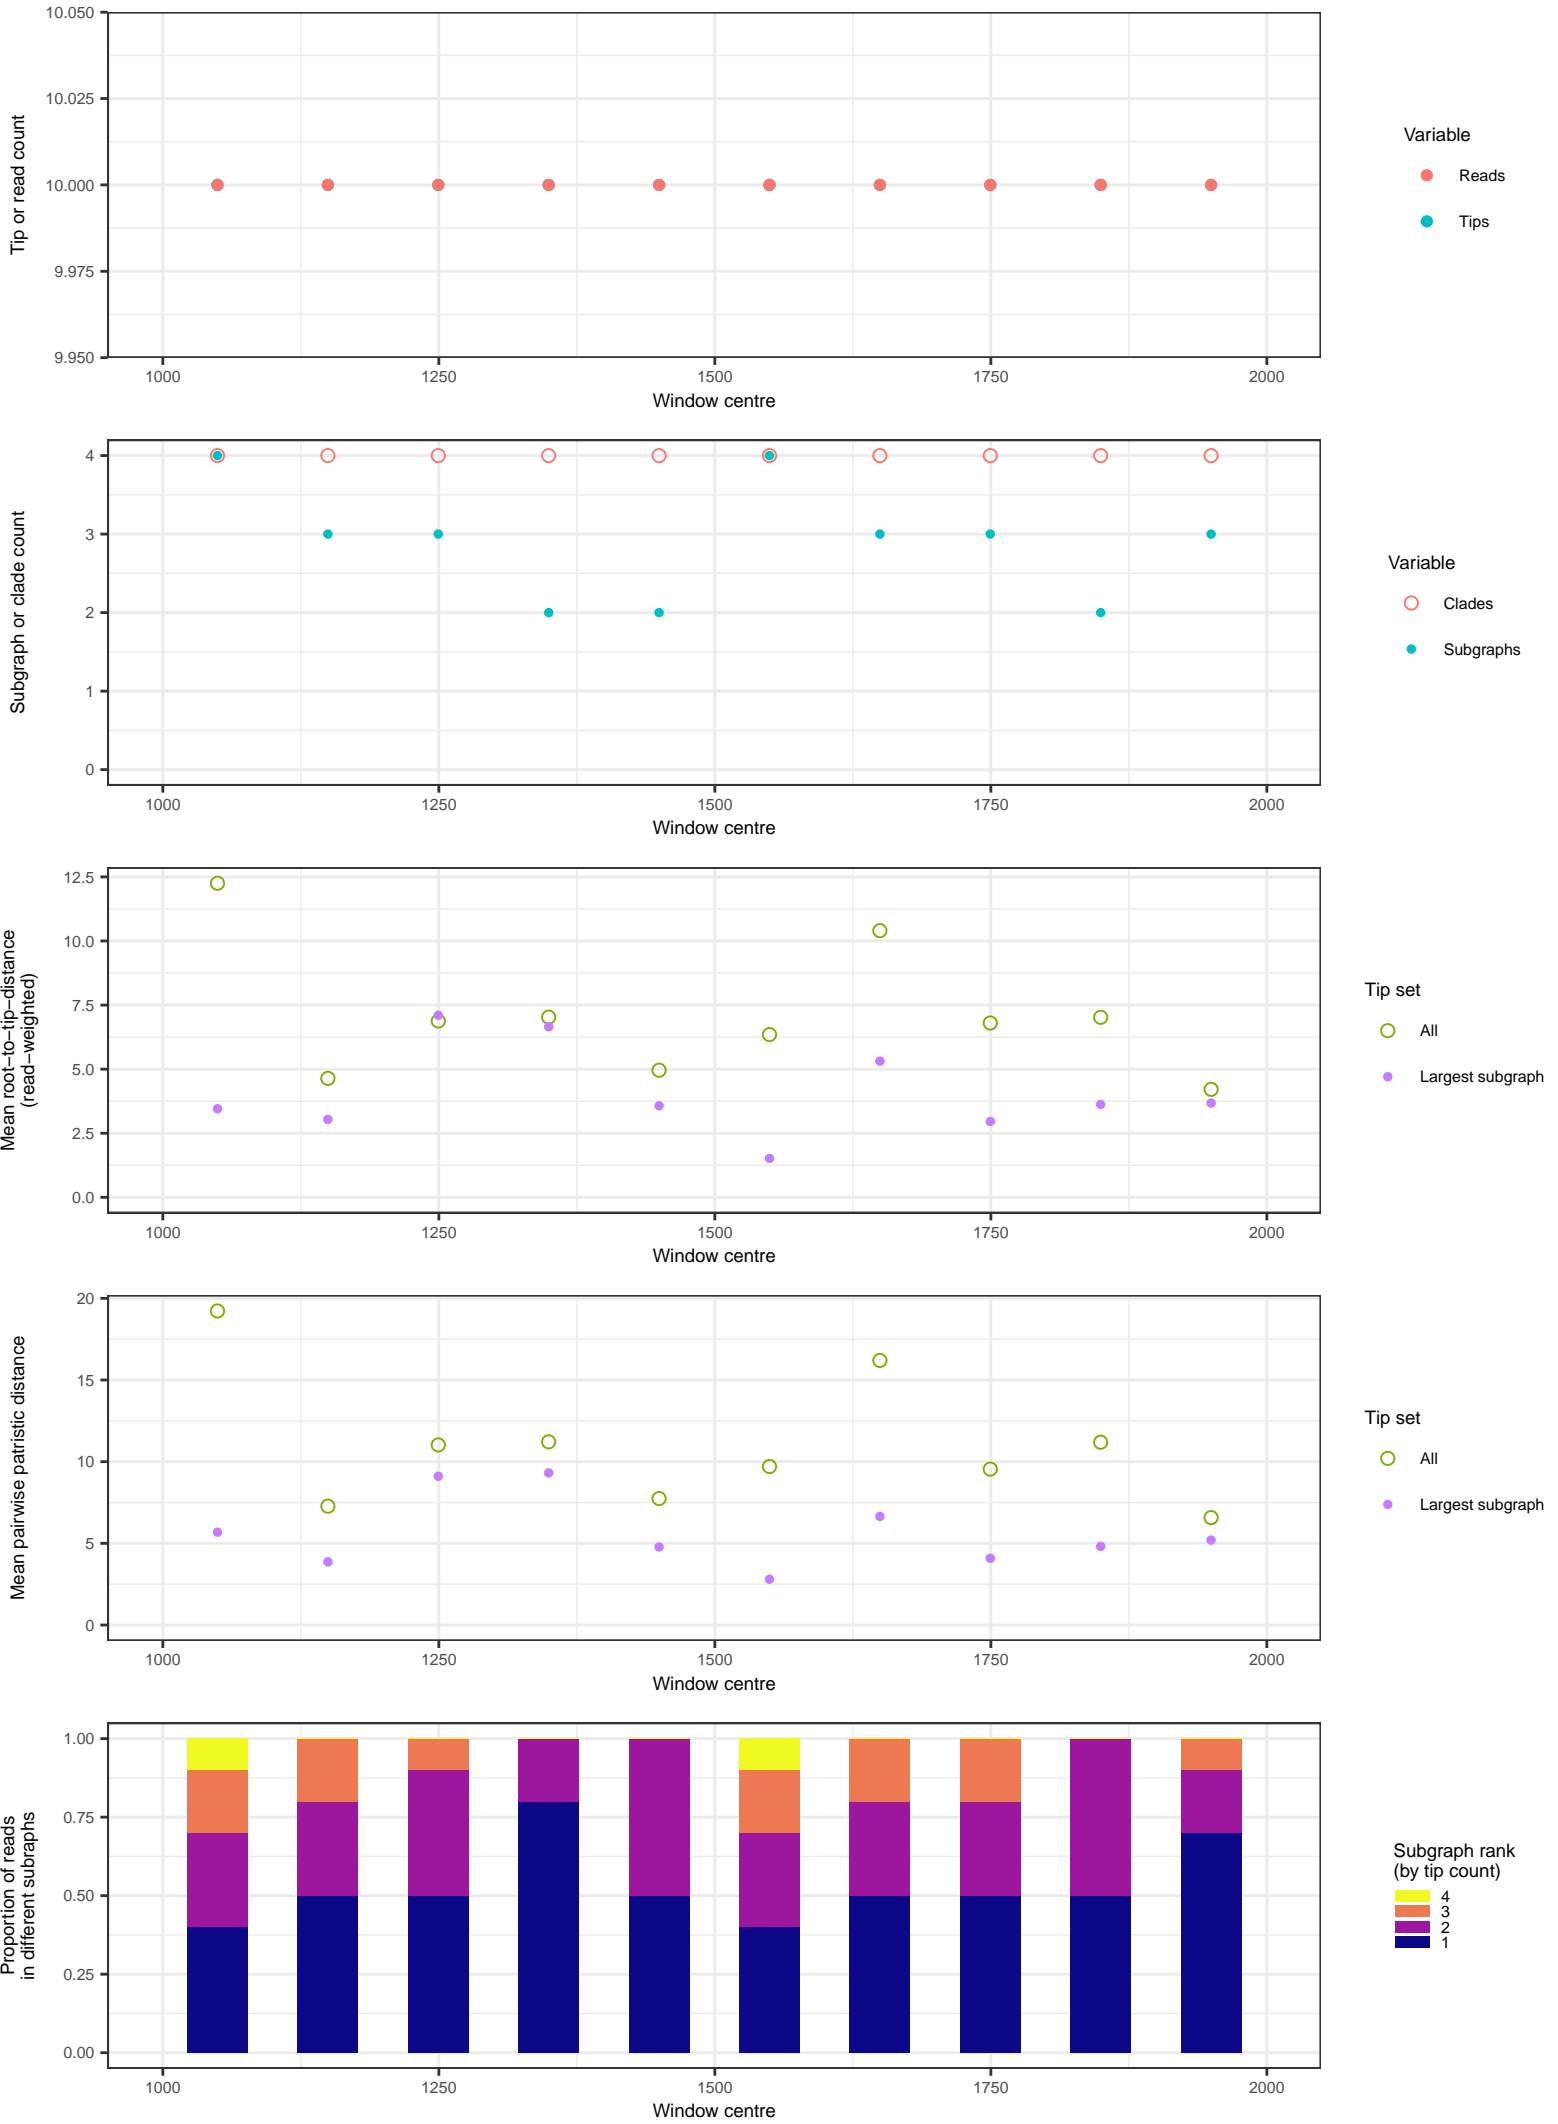 10.050
10.025
10.000
9.975
9.950
Tip or read count
1000 1250 1500 1750 2000
Window centre
Variable
Reads
Tips
4
3
2
1
0
Subgraph or clade count
1000 1250 1500 1750 2000
Window centre
Variable
Clades
Subgraphs
12.5
10.0
7.5
5.0
2.5
0.0
Mean root−to−tip−distance
(read−weighted)
1000 1250 1500 1750 2000
Window centre
Tip set
All
Largest subgraph
20
15
10
5
0
Mean pairwise patristic distance
1000 1250 1500 1750 2000
Window centre
Tip set
All
Largest subgraph
1.00
0.75
0.50
0.25
0.00
Proportion of reads
in different subraphs
1000 1250 1500 1750 2000
Window centre
Subgraph rank
(by tip count)
4
3
2
1